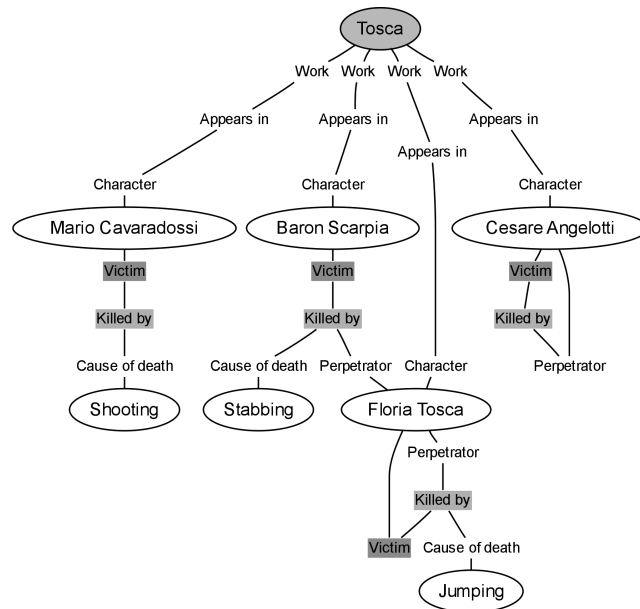 Tosca
Work Work Work Work
Appears in Appears in Appears in
Appears in
Character Character Character
Mario Cavaradossi Baron Scarpia Cesare Angelotti
Victim Victim Victim
Killed by Killed by Killed by
Cause of death Cause of death Perpetrator Character Perpetrator
Shooting Stabbing Floria Tosca
Perpetrator
Killed by
Victim Cause of death
Jumping